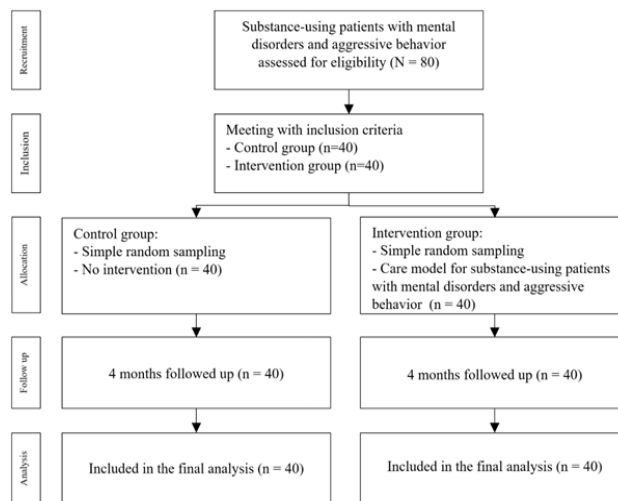 Recruitment
Substance-using patients with mental
disorders and aggressive behavior
assessed for eligibility (N = 80)
Inclusion
Meeting with inclusion criteria
- Control group (n=40)
- Intervention group (n=40)
Allocation
Control group:
- Simple random sampling
- No intervention (n = 40)
Intervention group:
- Simple random sampling
- Care model for substance-using patients
with mental disorders and aggressive
behavior (n = 40)
Follow up
4 months followed up (n = 40)
4 months followed up (n = 40)
Analysis
Included in the final analysis (n = 40)
Included in the final analysis (n = 40)